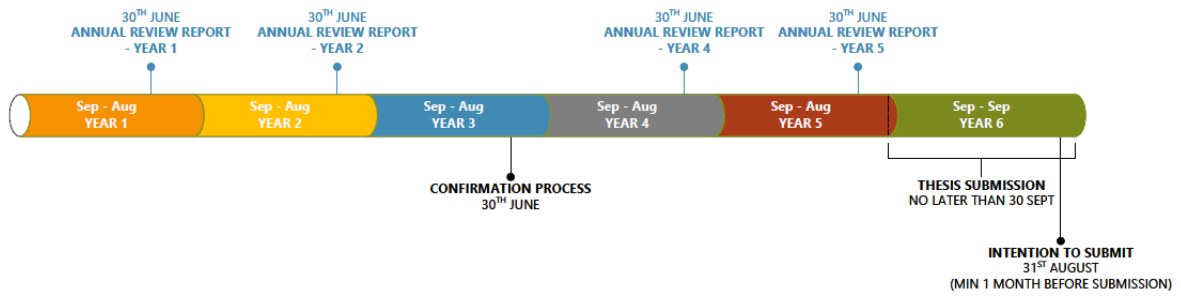 30TH JUNE
ANNUAL REVIEW REPORT
- YEAR 1
30TH JUNE
ANNUAL REVIEW REPORT
- YEAR 2
30TH JUNE
ANNUAL REVIEW REPORT
- YEAR 4
30TH JUNE
ANNUAL REVIEW REPORT
- YEAR 5
Sep - Aug
YEAR 1
Sep - Aug
YEAR 2
Sep - Aug
YEAR 3
Sep - Aug
YEAR 4
Sep - Aug
YEAR 5
Sep - Sep
YEAR 6
CONFIRMATION PROCESS
30TH JUNE
THESIS SUBMISSION
NO LATER THAN 30 SEPT
INTENTION TO SUBMIT
31ST AUGUST
(MIN 1 MONTH BEFORE SUBMISSION)